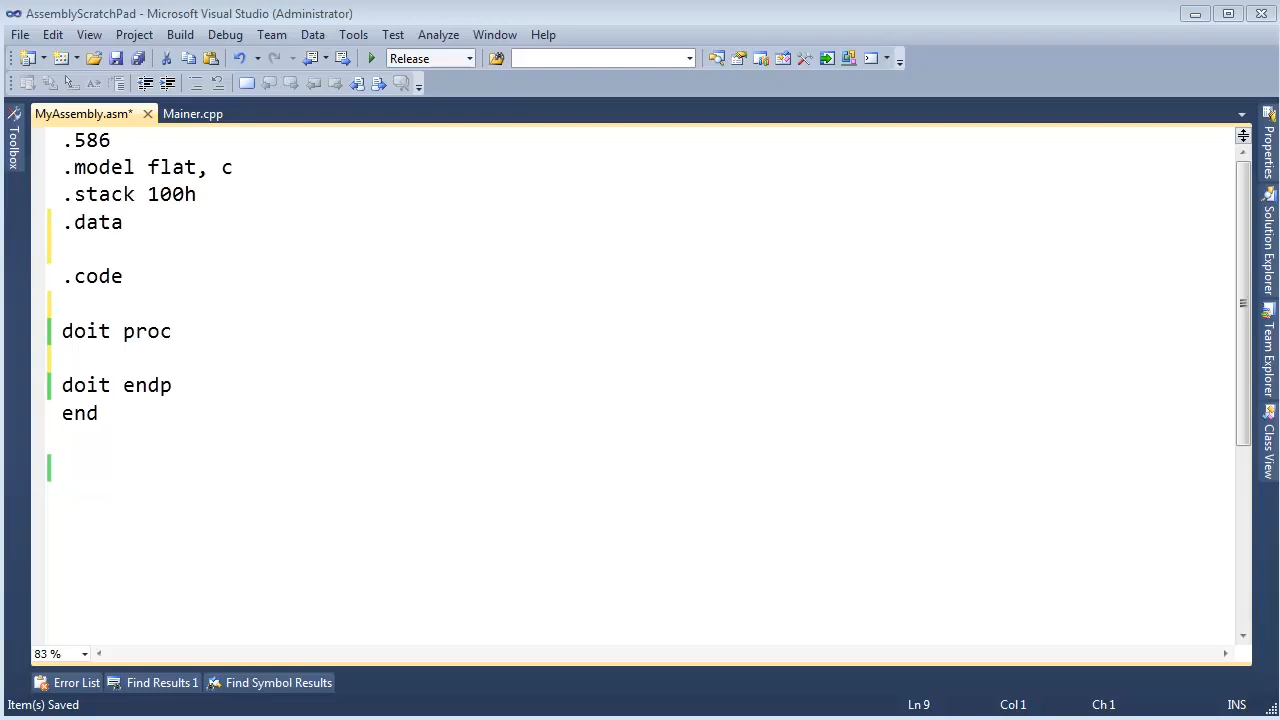 AssemblyScratchPad - Microsoft Visual Studio (Administrator)
File Edit View Project Build Debug Team Data Tools Test Analyze Window Help
Release
MyAssembly.asm* Mainer.cpp
Toolbox
.586
.model flat, c
.stack 100h
.data
.code
doit proc
doit endp
end
Properties
Solution Explorer
Team Explorer
Class View
83 %
Error List Find Results 1 Find Symbol Results
Item(s) Saved Ln 9 Col 1 Ch 1 INS